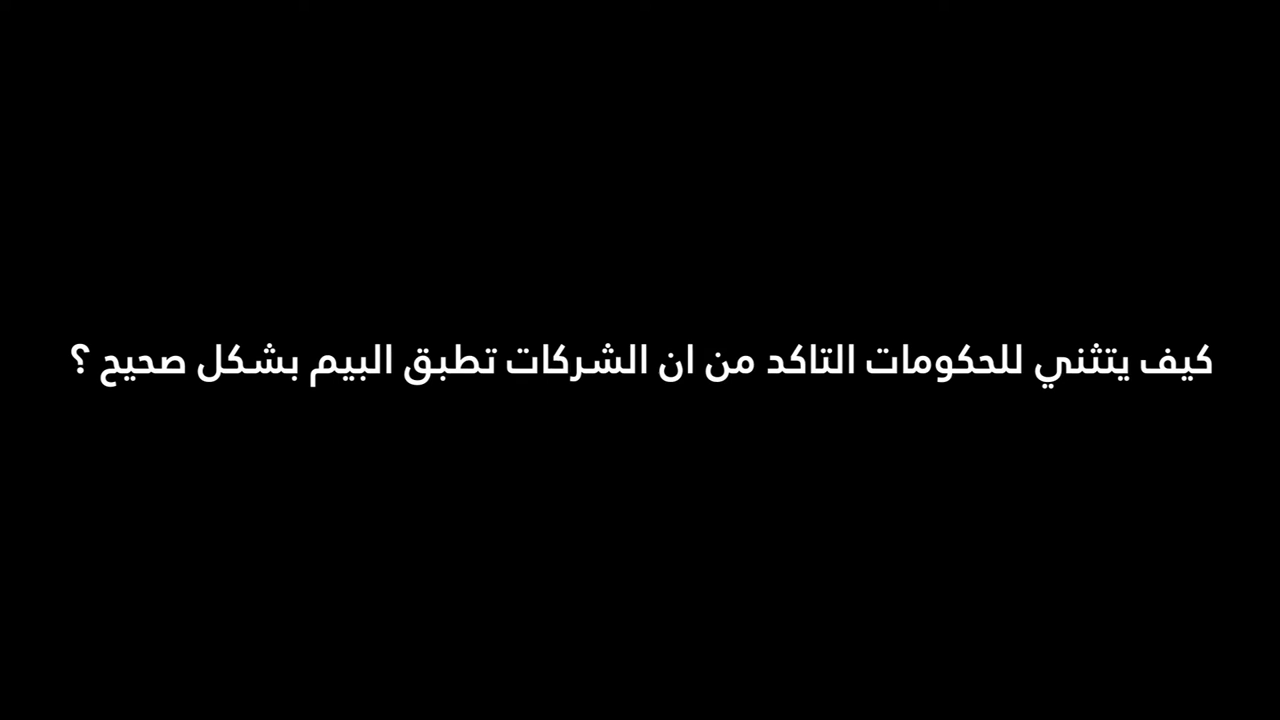 كيف يتثني للحكومات التاكد من ان الشركات تطبق البيم بشكل صحيح ؟